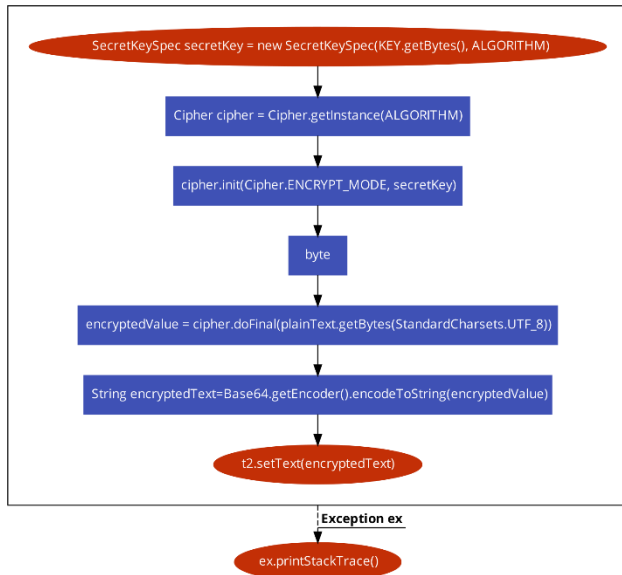 SecretKeySpec secretKey = new SecretKeySpec(KEY.getBytes(), ALGORITHM)
Cipher cipher = Cipher.getInstance(ALGORITHM)
cipher.init(Cipher.ENCRYPT_MODE, secretKey)
byte
encryptedValue = cipher.doFinal(plainText.getBytes(StandardCharsets.UTF_8))
String encryptedText=Base64.getEncoder().encodeToString(encryptedValue)
t2.setText(encryptedText)
Exception ex
ex.printStackTrace()